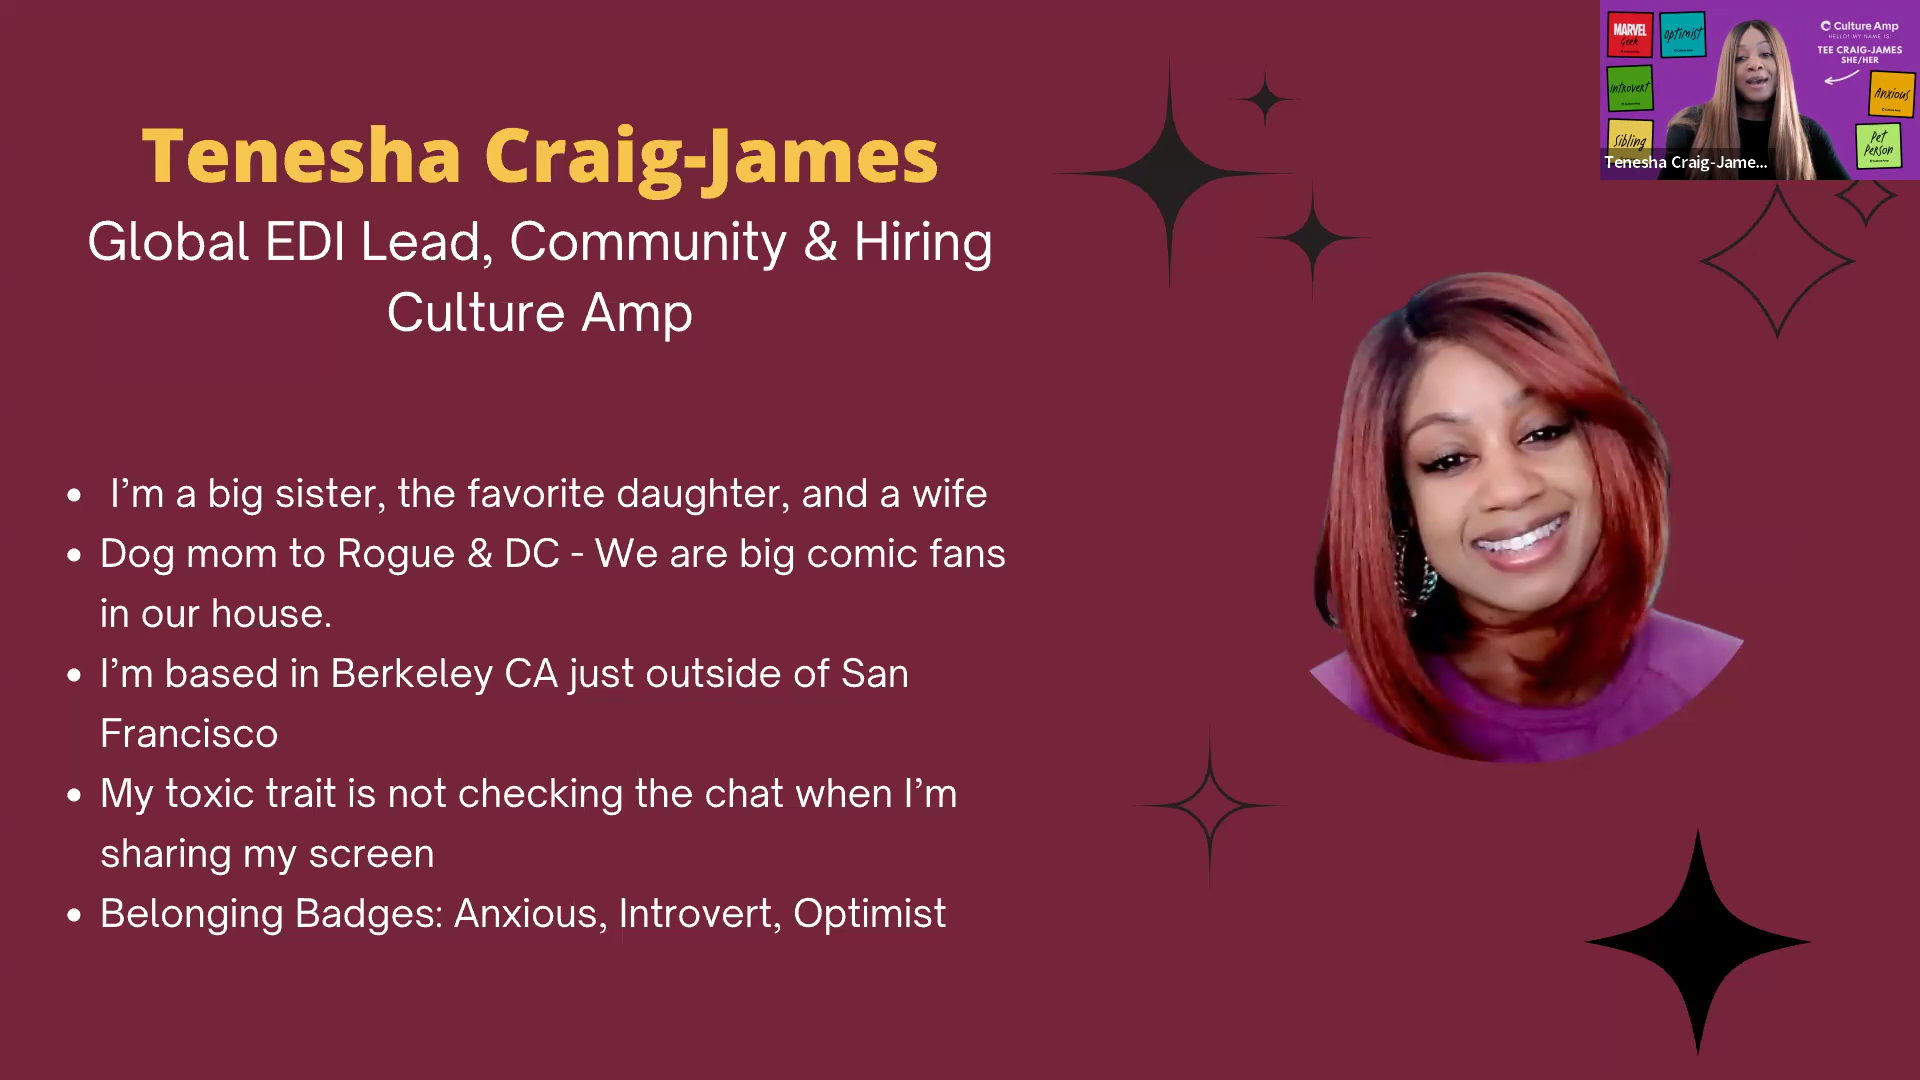 Tenesha Craig-James
Global EDI Lead, Community & Hiring
Culture Amp
• I’m a big sister, the favorite daughter, and a wife
• Dog mom to Rogue & DC - We are big comic fans
in our house.
• I’m based in Berkeley CA just outside of San
Francisco
• My toxic trait is not checking the chat when I’m
sharing my screen
• Belonging Badges: Anxious, Introvert, Optimist
MARVEL
Geek
optimist
Introvert
Sibling
Culture Amp
HELLO! MY NAME IS:
TEE CRAIG-JAMES
SHE/HER
Anxious
Pet
Person
Tenesha Craig-Jame...